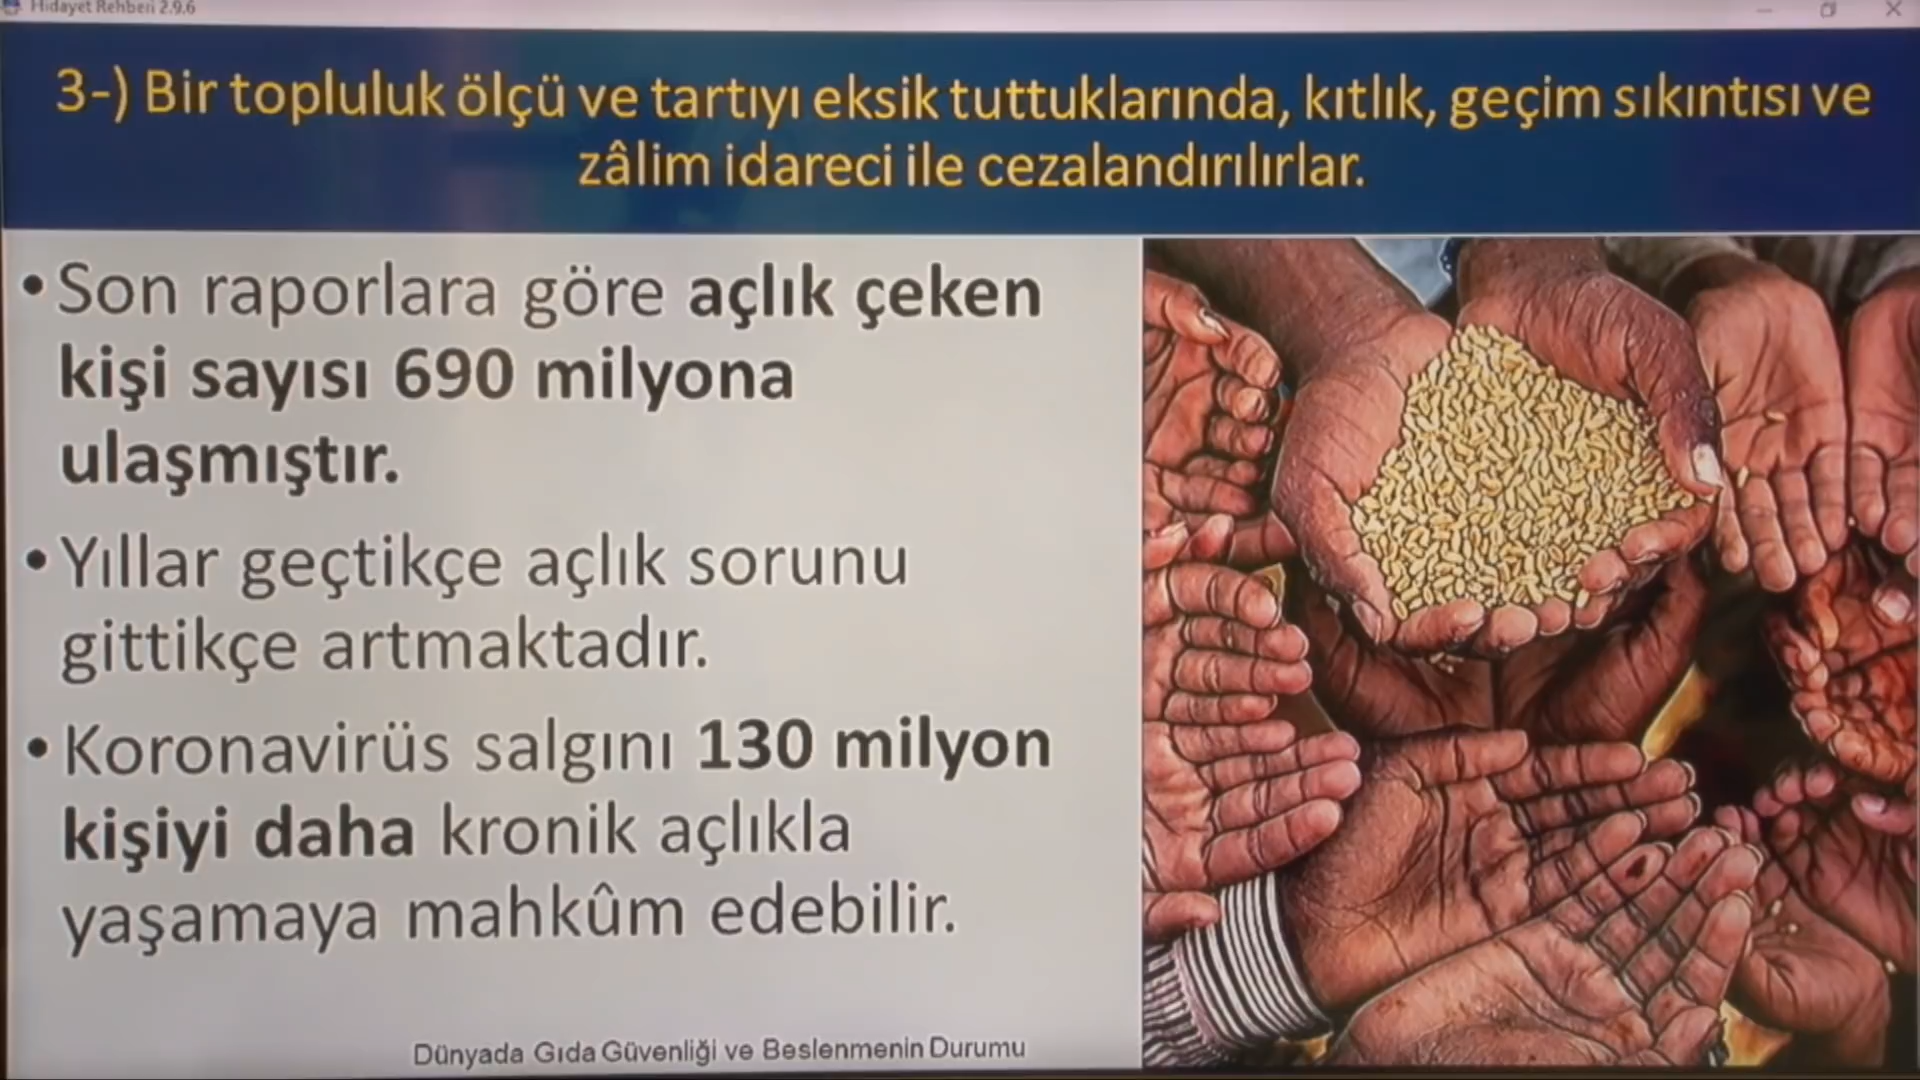 Hidayet Rehberi 2.9.6
3-) Bir topluluk ölçü ve tartıyı eksik tuttuklarında, kıtlık, geçim sıkıntısı ve
zâlim idareci ile cezalandırılırlar.
• Son raporlara göre açlık çeken
kişi sayısı 690 milyona
ulaşmıştır.
• Yıllar geçtikçe açlık sorunu
gittikçe artmaktadır.
• Koronavirüs salgını 130 milyon
kişiyi daha kronik açlıkla
yaşamaya mahkûm edebilir.
Dünyada Gıda Güvenliği ve Beslenmenin Durumu